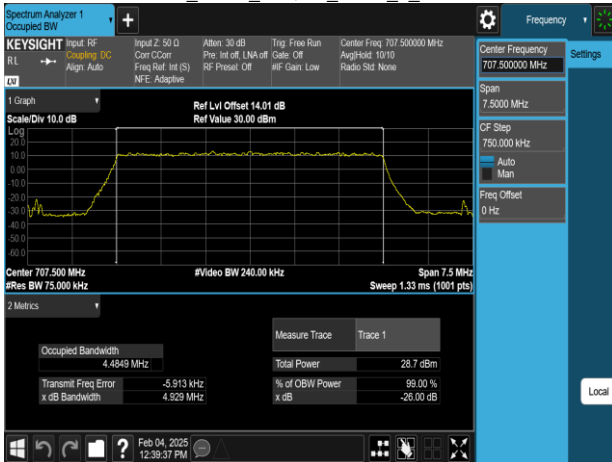 Spectrum Analyzer 1
Occupied BW
Frequency
KEYSIGHT
RL
LXI
Input: RF
Coupling: DC
Align: Auto
Input Z: 50 Ω
Corr CCorr
Freq Ref: Int (S)
NFE: Adaptive
Atten: 30 dB
Pre: Int off, LNA off
RF Presel: Off
Trig: Free Run
Gate: Off
#IF Gain: Low
Center Freq: 707.500000 MHz
Avg|Hold: 10/10
Radio Std: None
Center Frequency
707.500000 MHz
Settings
Span
7.5000 MHz
CF Step
750.000 kHz
Auto
Man
Freq Offset
0 Hz
Local
1 Graph
Scale/Div 10.0 dB
Ref Lvl Offset 14.01 dB
Ref Value 30.00 dBm
Log
20.0
10.0
0.00
-10.0
-20.0
-30.0
-40.0
-50.0
-60.0
Center 707.500 MHz
#Video BW 240.00 kHz
Span 7.5 MHz
#Res BW 75.000 kHz
Sweep 1.33 ms (1001 pts)
2 Metrics
Measure Trace
Trace 1
Occupied Bandwidth
4.4849 MHz
Total Power
28.7 dBm
Transmit Freq Error
-5.913 kHz
% of OBW Power
99.00 %
x dB Bandwidth
4.929 MHz
x dB
-26.00 dB
?
Feb 04, 2025
12:39:37 PM